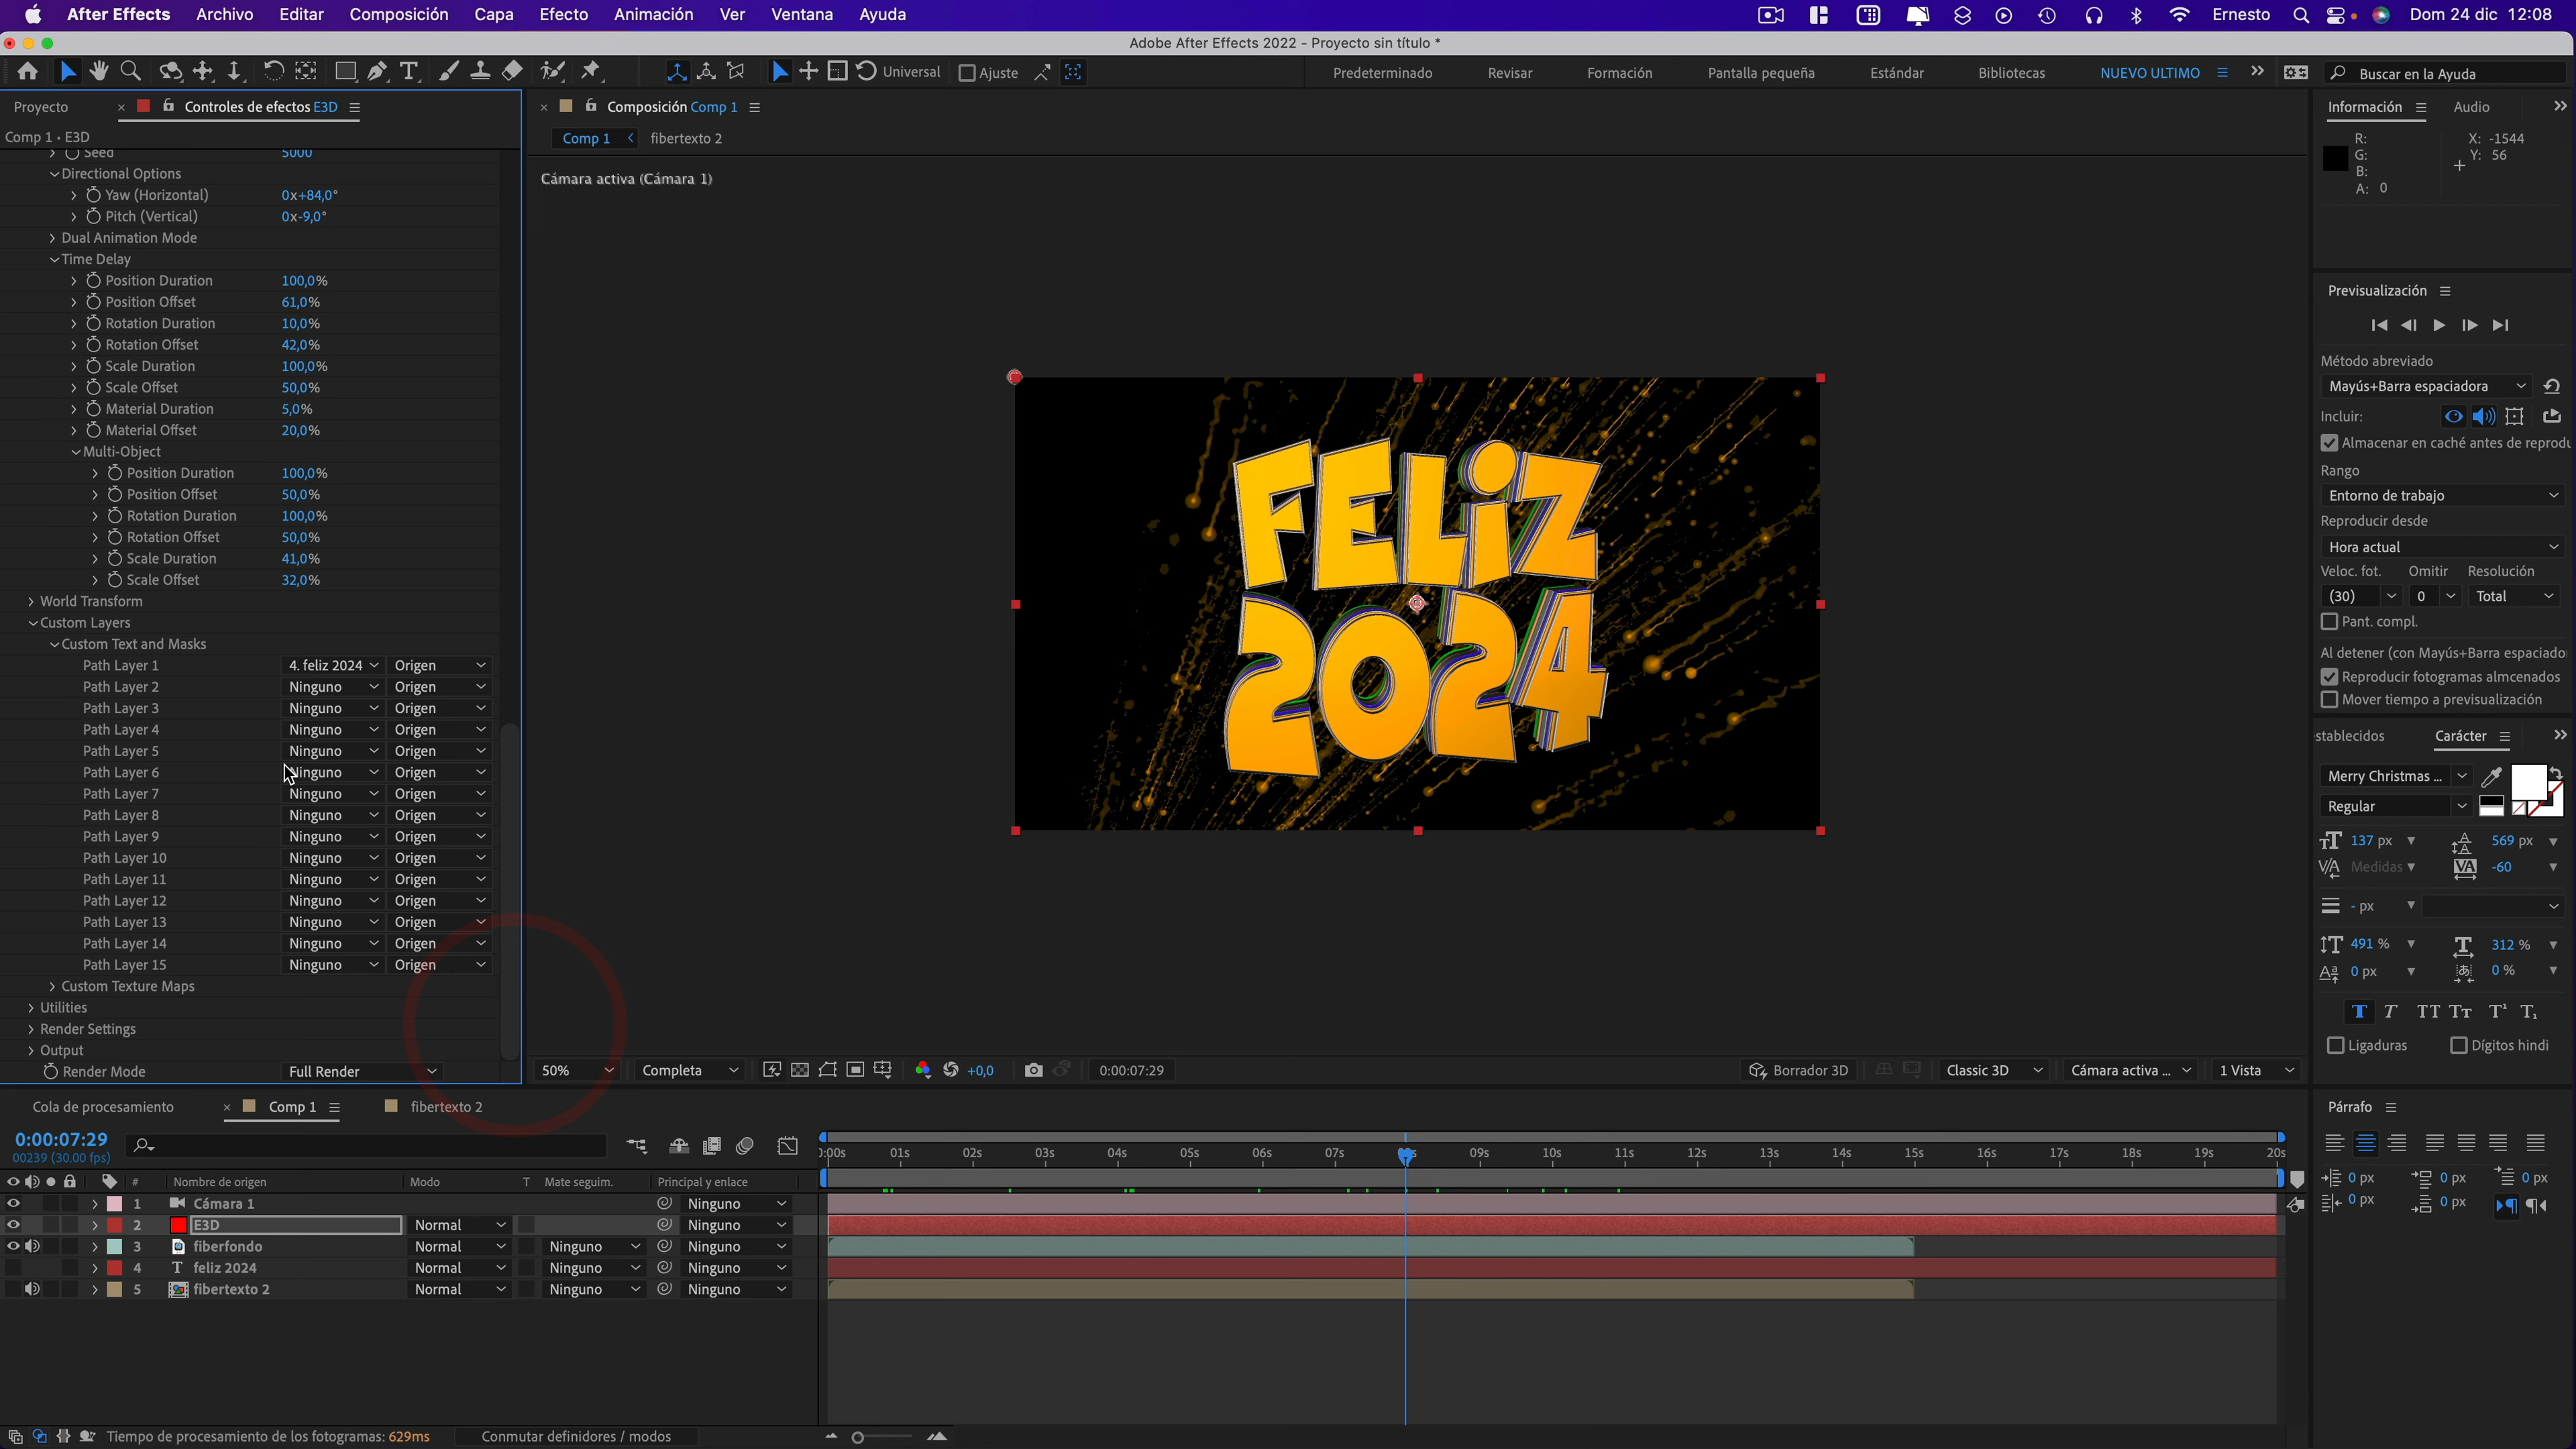 After Effects Archivo Editar Composición Capa Efecto Animación Ver Ventana Ayuda
Ernesto Dom 24 dic 12:08
Adobe After Effects 2022 - Proyecto sin título *
Universal Ajuste Predeterminado Revisar Formación Pantalla pequeña Estándar Bibliotecas NUEVO ULTIMO Buscar en la Ayuda
Proyecto Controles de efectos E3D
Comp 1 • E3D
Seed 5000
Directional Options
Yaw (Horizontal) 0x+84,0°
Pitch (Vertical) 0x-9,0°
Dual Animation Mode
Time Delay
Position Duration 100,0%
Position Offset 61,0%
Rotation Duration 10,0%
Rotation Offset 42,0%
Scale Duration 100,0%
Scale Offset 50,0%
Material Duration 5,0%
Material Offset 20,0%
Multi-Object
Position Duration 100,0%
Position Offset 50,0%
Rotation Duration 100,0%
Rotation Offset 50,0%
Scale Duration 41,0%
Scale Offset 32,0%
World Transform
Custom Layers
Custom Text and Masks
Path Layer 1 4. feliz 2024 Origen
Path Layer 2 Ninguno Origen
Path Layer 3 Ninguno Origen
Path Layer 4 Ninguno Origen
Path Layer 5 Ninguno Origen
Path Layer 6 Ninguno Origen
Path Layer 7 Ninguno Origen
Path Layer 8 Ninguno Origen
Path Layer 9 Ninguno Origen
Path Layer 10 Ninguno Origen
Path Layer 11 Ninguno Origen
Path Layer 12 Ninguno Origen
Path Layer 13 Ninguno Origen
Path Layer 14 Ninguno Origen
Path Layer 15 Ninguno Origen
Custom Texture Maps
Utilities
Render Settings
Output
Render Mode Full Render
Composición Comp 1
Comp 1 fibertexto 2
Cámara activa (Cámara 1)
FELiZ
2024
50% Completa +0,0 0:00:07:29 Borrador 3D Classic 3D Cámara activa ... 1 Vista
Información Audio
R: X: -1544
G: Y: 56
B:
A: 0
Previsualización
Método abreviado
Mayús+Barra espaciadora
Incluir:
Almacenar en caché antes de reprodu
Rango
Entorno de trabajo
Reproducir desde
Hora actual
Veloc. fot. Omitir Resolución
(30) 0 Total
Pant. compl.
Al detener (con Mayús+Barra espaciado
Reproducir fotogramas almcenados
Mover tiempo a previsualización
stablecidos Carácter
Merry Christmas ...
Regular
137 px 569 px
Medidas -60
- px
491 % 312 %
0 px 0 %
T T TT Tt T¹ T₁
Ligaduras Dígitos hindi
Párrafo
0 px 0 px 0 px
0 px 0 px
Cola de procesamiento Comp 1 fibertexto 2
0:00:07:29
00239 (30.00 fps)
:00s 01s 02s 03s 04s 05s 06s 07s 09s 10s 11s 12s 13s 14s 15s 16s 17s 18s 19s 20s
# Nombre de origen Modo T Mate seguim. Principal y enlace
1 Cámara 1 Ninguno
2 E3D Normal Ninguno
3 fiberfondo Normal Ninguno Ninguno
4 T feliz 2024 Normal Ninguno Ninguno
5 fibertexto 2 Normal Ninguno Ninguno
Tiempo de procesamiento de los fotogramas: 629ms Conmutar definidores / modos